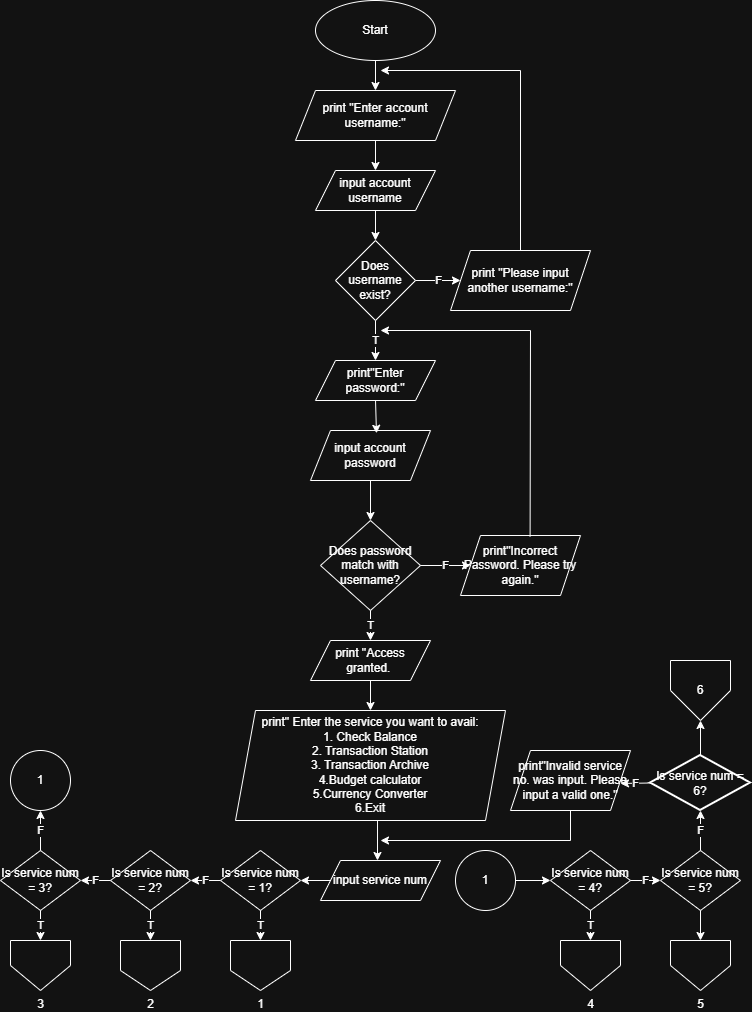 Start
print "Enter account
username:"
input account
username
Does
username
exist?
F
print "Please input
another username:"
T
print"Enter
password:"
input account
password
Does password
match with
username?
F
print"Incorrect
Password. Please try
again."
T
print "Access
granted.
print" Enter the service you want to avail:
1. Check Balance
2. Transaction Station
3. Transaction Archive
4.Budget calculator
5.Currency Converter
6.Exit
6
print"Invalid service
no. was input. Please
input a valid one."
F
Is service num =
6?
1
F
F
Is service num
= 3?
F
Is service num
= 2?
F
Is service num
= 1?
input service num
1
Is service num
= 4?
F
Is service num
= 5?
T
T
T
T
3
2
1
4
5